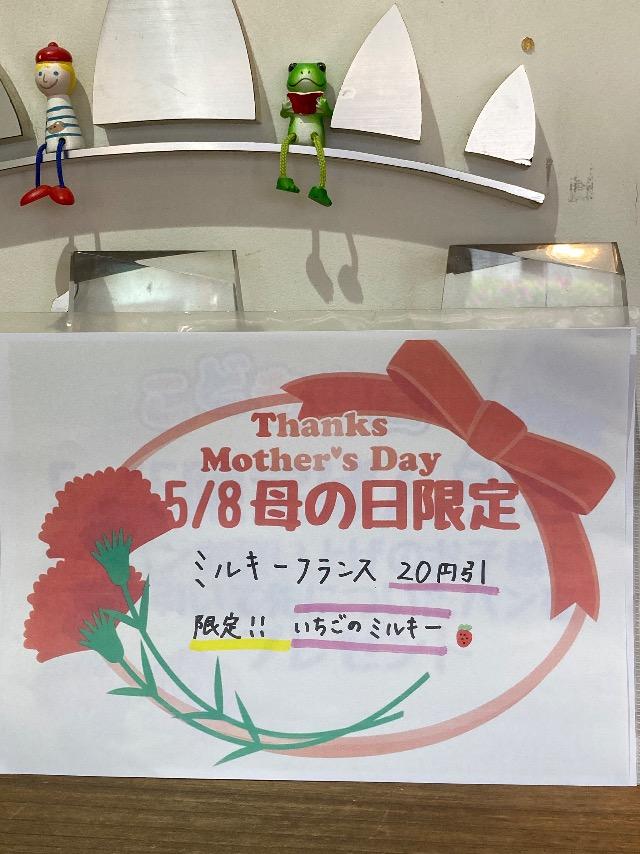 Thanks
Mother's Day
5/8 母の日限定
ミルキーフランス 20円引
限定!! いちごのミルキー